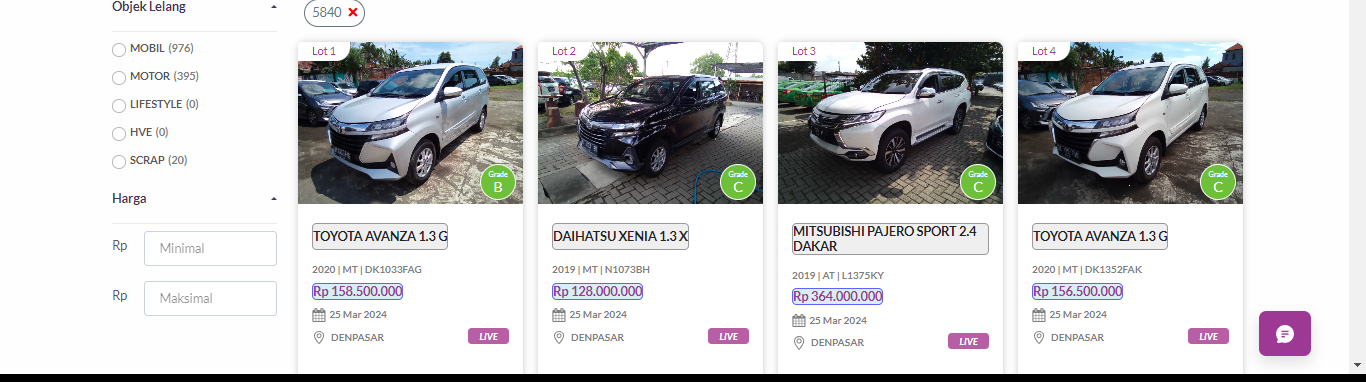 Objek Lelang
5840
MOBIL (976)
MOTOR (395)
LIFESTYLE (0)
HVE (0)
SCRAP (20)
Harga
Rp Minimal
Rp Maksimal
Lot 1
Grade
B
TOYOTA AVANZA 1.3 G
2020 | MT | DK1033FAG
Rp 158.500.000
25 Mar 2024
DENPASAR
LIVE
Lot 2
Grade
C
DAIHATSU XENIA 1.3 X
2019 | MT | N1073BH
Rp 128.000.000
25 Mar 2024
DENPASAR
LIVE
Lot 3
Grade
C
MITSUBISHI PAJERO SPORT 2.4
DAKAR
2019 | AT | L1375KY
Rp 364.000.000
25 Mar 2024
DENPASAR
LIVE
Lot 4
Grade
C
TOYOTA AVANZA 1.3 G
2020 | MT | DK1352FAK
Rp 156.500.000
25 Mar 2024
DENPASAR
LIVE